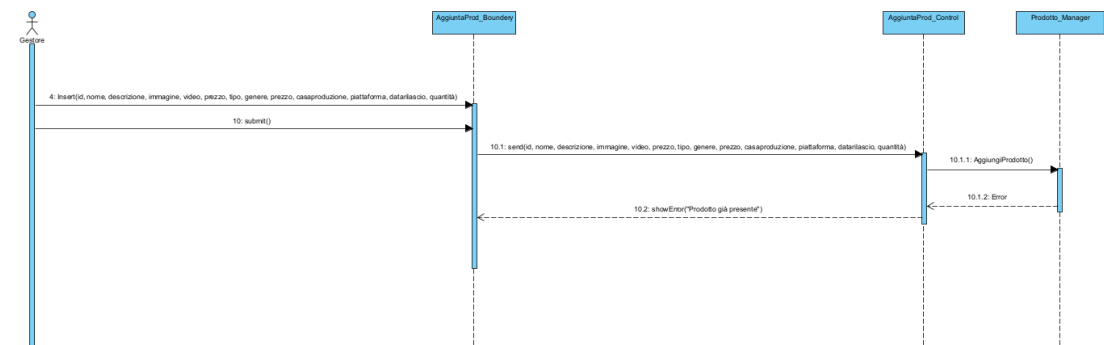 AggiuntaProd_Boundery
AggiuntaProd_Control
Prodotto_Manager
Gestore
4: Insert(id, nome, descrizione, immagine, video, prezzo, tipo, genere, prezzo, casaproduzione, piattaforma, datarilascio, quantità)
10: submit()
10.1: send(id, nome, descrizione, immagine, video, prezzo, tipo, genere, prezzo, casaproduzione, piattaforma, datarilascio, quantità)
10.1.1: AggiungiProdotto()
10.1.2: Error
10.2: showError("Prodotto già presente")